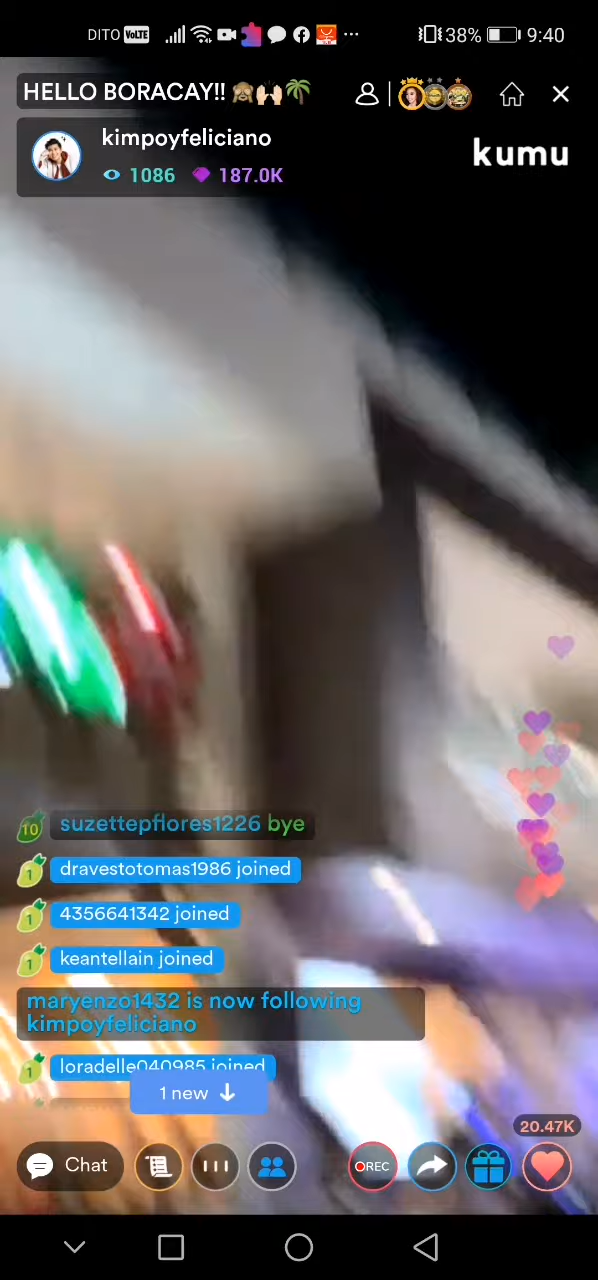 DITO VoLTE 38% 9:40
HELLO BORACAY!! 🙈🙌🏻🌴
kimpoyfeliciano
1086 187.0K
kumu
10 suzettepflores1226 bye
1 dravestotomas1986 joined
1 4356641342 joined
1 keantellain joined
maryenzo1432 is now following
kimpoyfeliciano
1 loradelle040985 joined
1 new ↓
20.47K
Chat REC